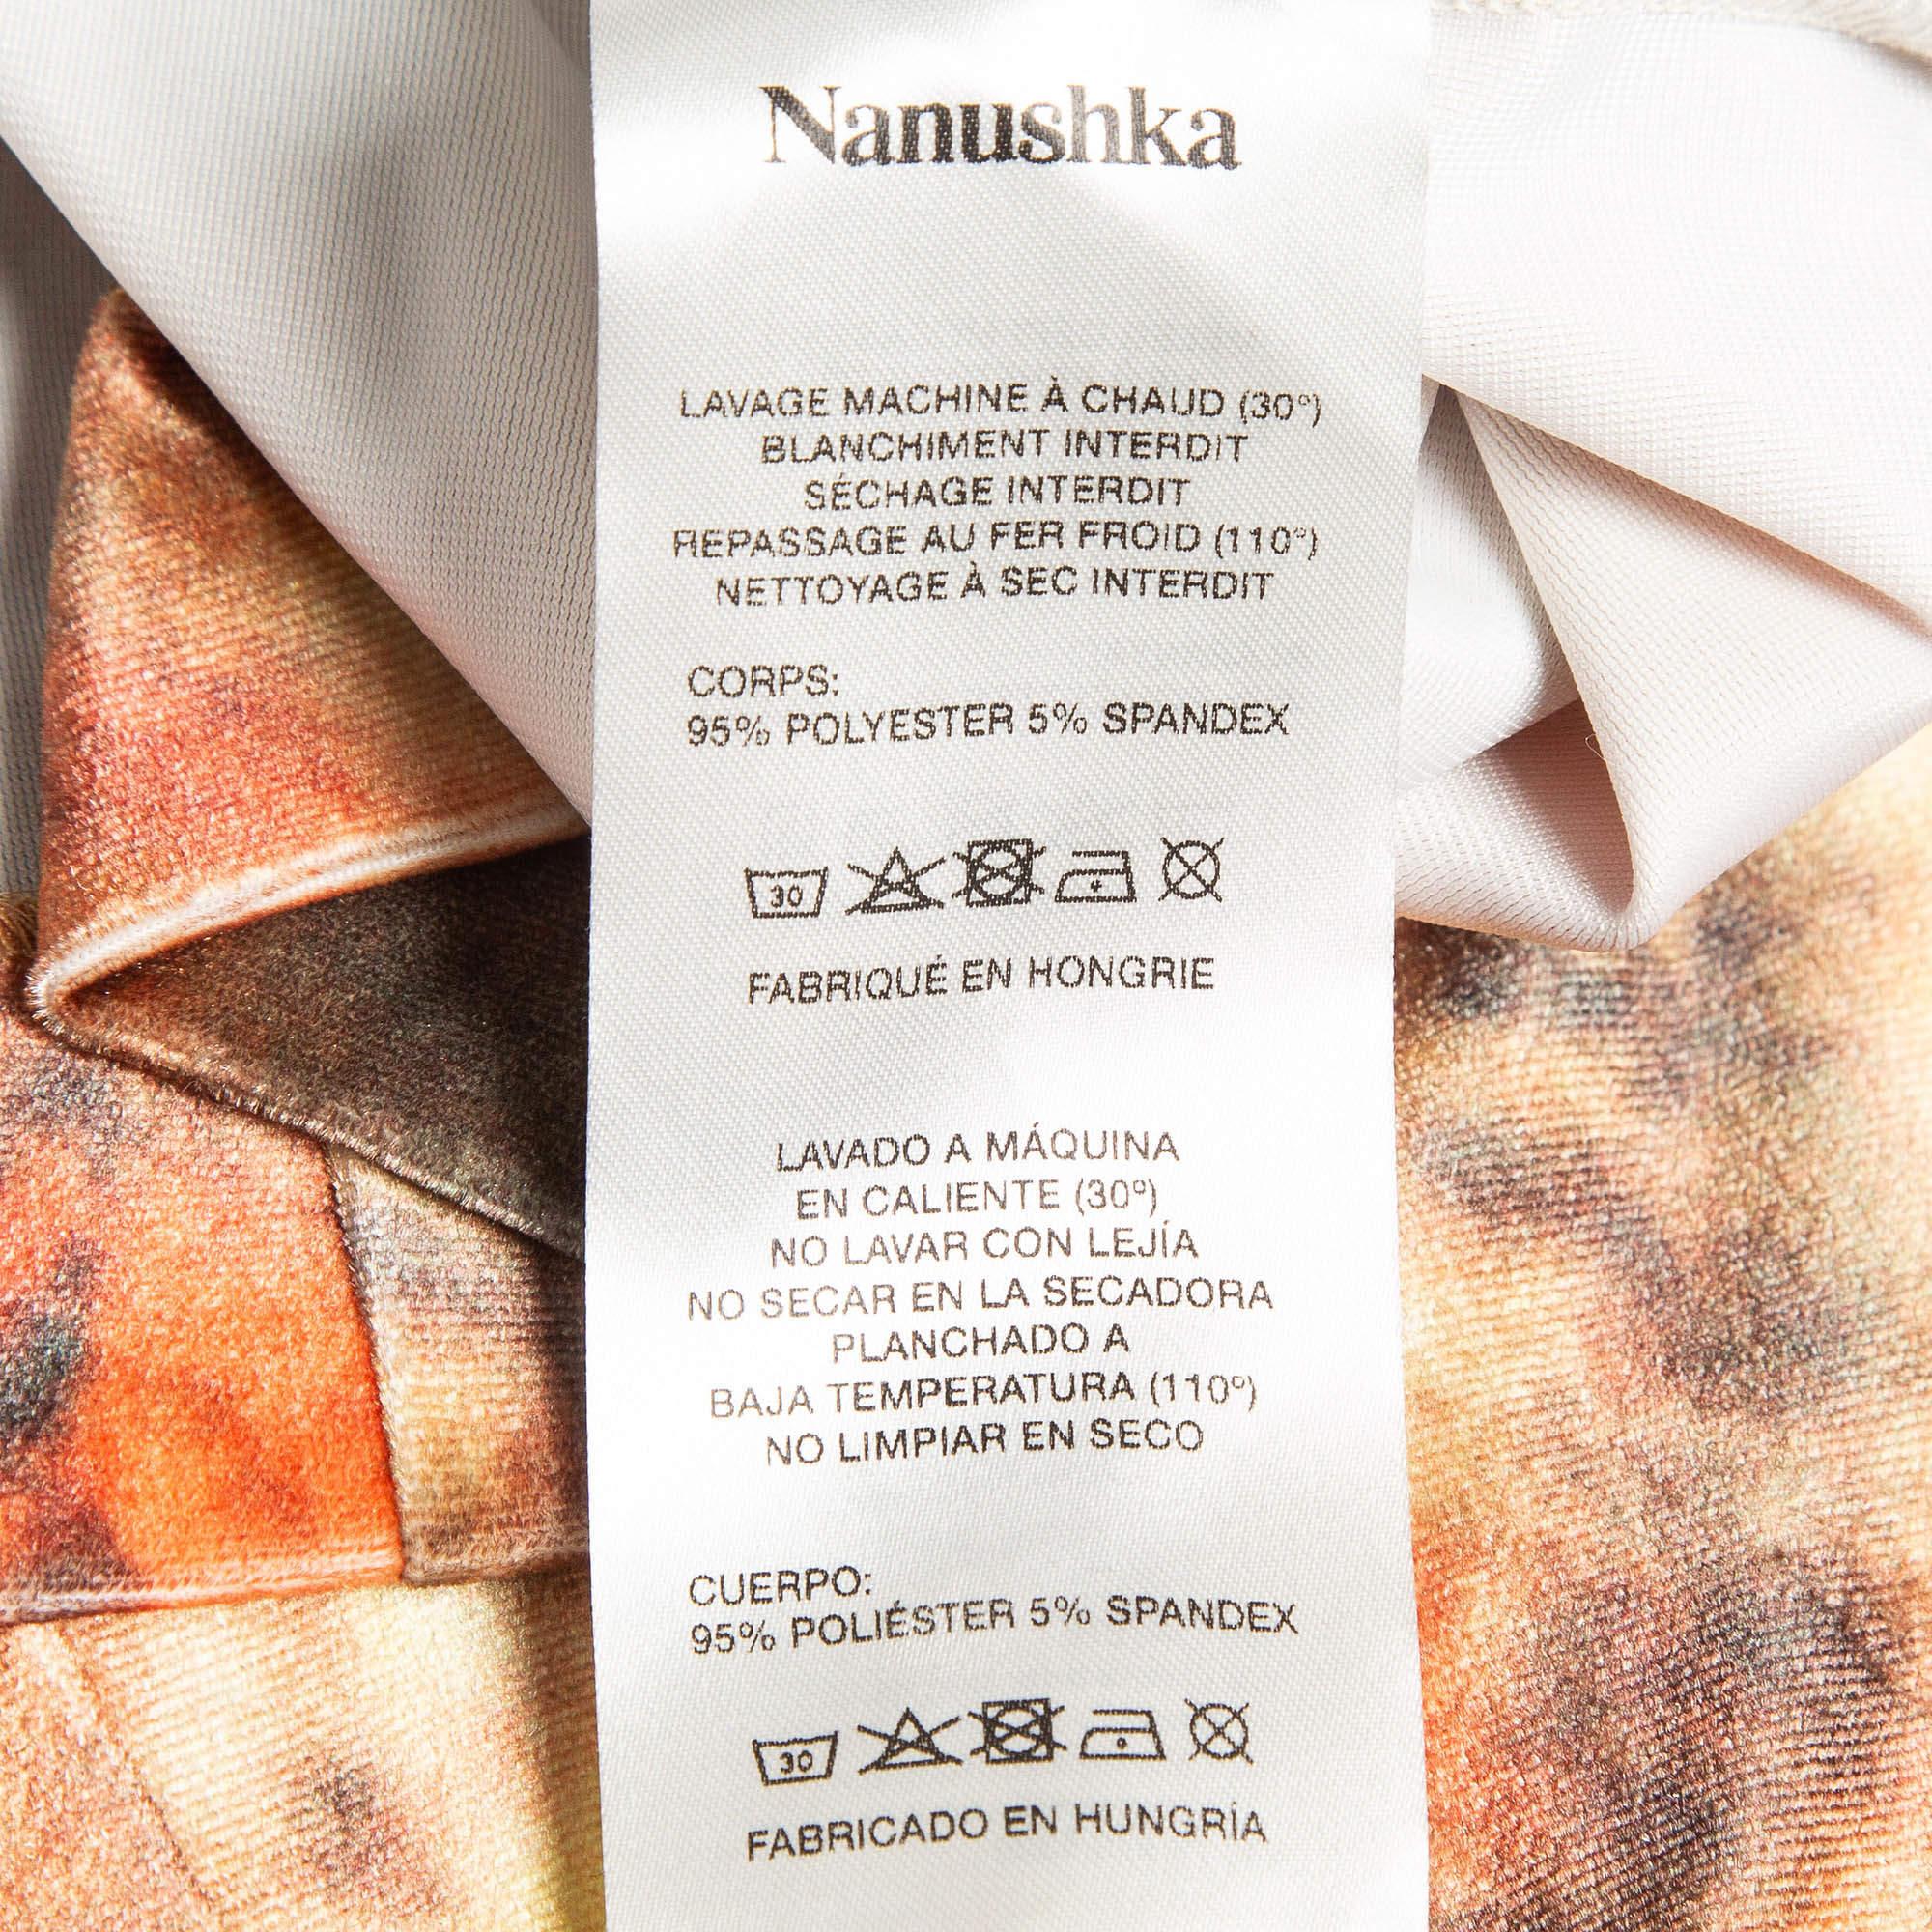 Nanushka
LAVAGE MACHINE À CHAUD (30°)
BLANCHIMENT INTERDIT
SÉCHAGE INTERDIT
REPASSAGE AU FER FROID (110°)
NETTOYAGE À SEC INTERDIT
CORPS:
95% POLYESTER 5% SPANDEX
30
FABRIQUÉ EN HONGRIE
LAVADO A MÁQUINA
EN CALIENTE (30º)
NO LAVAR CON LEJÍA
NO SECAR EN LA SECADORA
PLANCHADO A
BAJA TEMPERATURA (110º)
NO LIMPIAR EN SECO
CUERPO:
95% POLIÉSTER 5% SPANDEX
30
FABRICADO EN HUNGRÍA